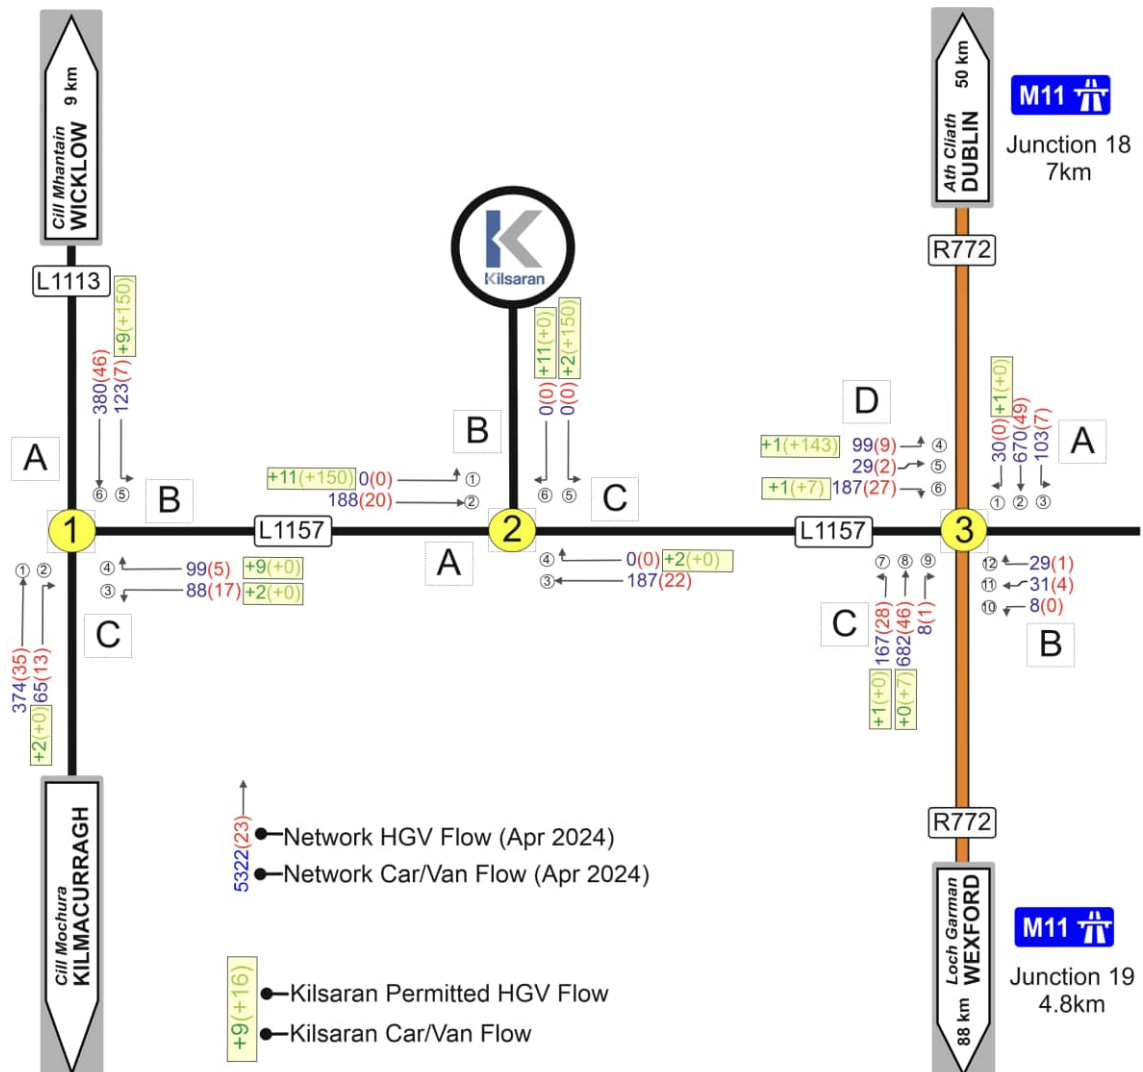 Cill Mhantain
WICKLOW 9 km
L1113
380(46)
123(7) +9(+150)
A
⑥ ⑤
B
1
① ②
374(35)
65(13) +2(+0)
④ 99(5) +9(+0)
③ 88(17) +2(+0)
C
Cill Mochura
KILMACURRAGH
Kilsaran
0(0) +11(+0)
0(0) +2(+150)
B
+11(+150) 0(0) ①
188(20) ②
⑥ ⑤
C
L1157
2
A
④ 0(0) +2(+0)
③ 187(22)
L1157
Ath Cliath
DUBLIN 50 km
M11
Junction 18
7km
R772
D
+1(+143) 99(9) ④
29(2) ⑤
+1(+7) 187(27) ⑥
30(0) +1(+0)
670(49)
103(7)
A
① ② ③
3
⑦ ⑧ ⑨
C
167(28) +1(+0)
682(46) +0(+7)
8(1)
⑫ 29(1)
⑪ 31(4)
⑩ 8(0)
B
R772
Loch Garman
88 km WEXFORD
M11
Junction 19
4.8km
5322(23)
Network HGV Flow (Apr 2024)
Network Car/Van Flow (Apr 2024)
+9(+16)
Kilsaran Permitted HGV Flow
Kilsaran Car/Van Flow